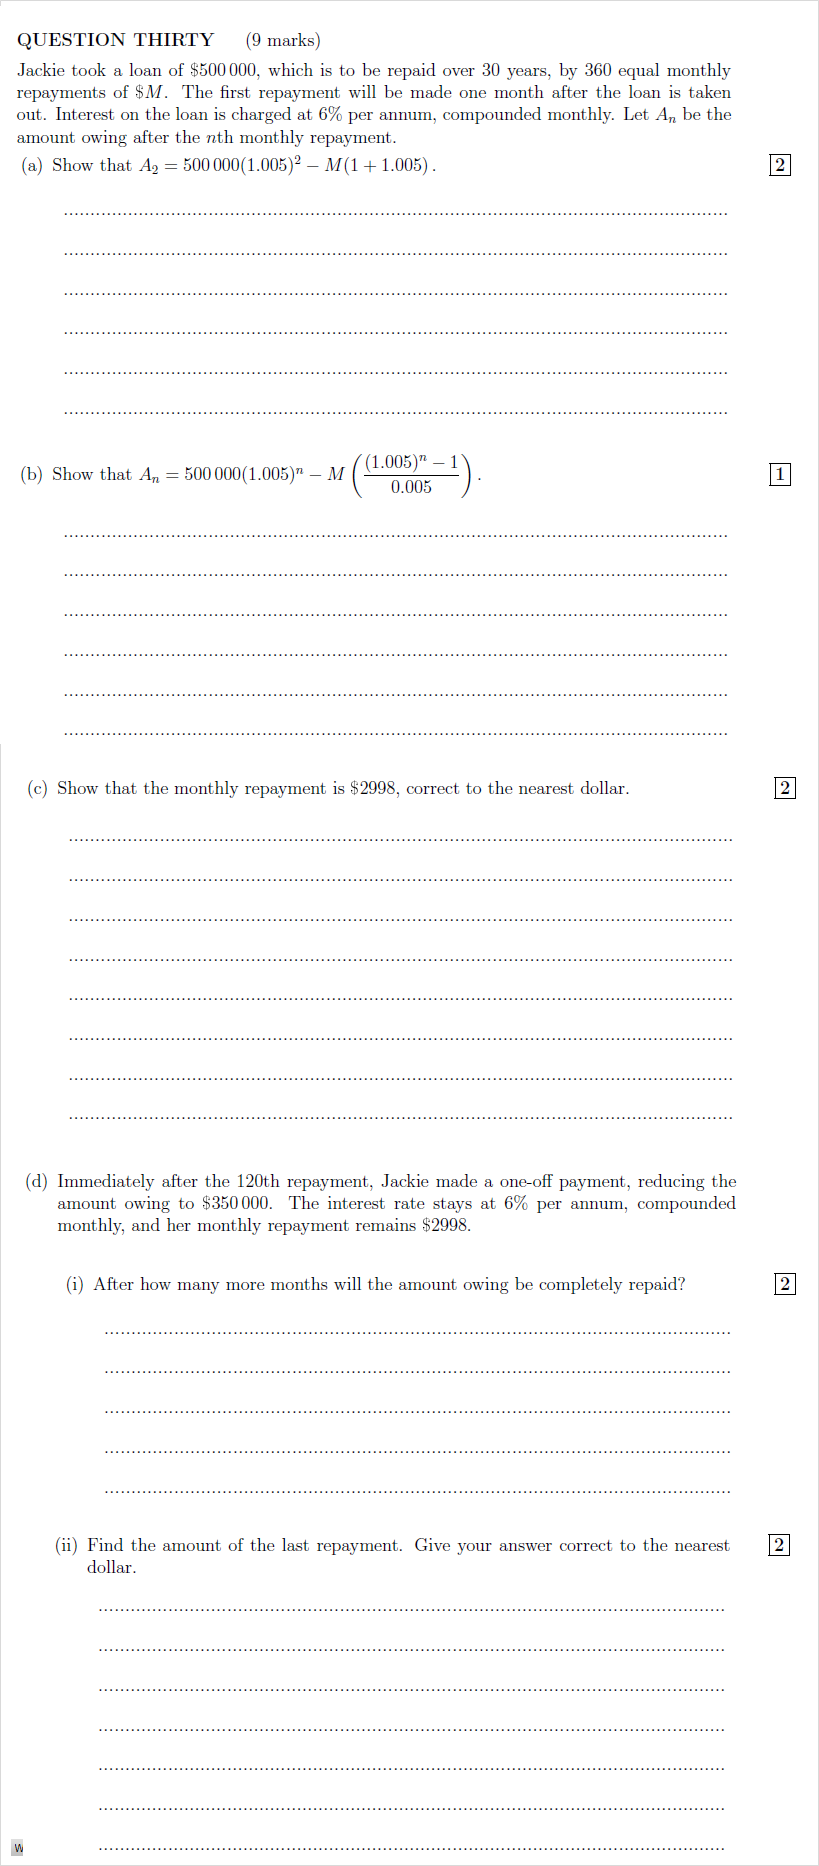 QUESTION THIRTY (9 marks)
Jackie took a loan of $500 000, which is to be repaid over 30 years, by 360 equal monthly
repayments of $M. The first repayment will be made one month after the loan is taken
out. Interest on the loan is charged at 6% per annum, compounded monthly. Let Aₙ be the
amount owing after the nth monthly repayment.
(a) Show that A₂ = 500 000(1.005)² − M(1 + 1.005) . 2
(b) Show that Aₙ = 500 000(1.005)ⁿ − M ( (1.005)ⁿ − 1 / 0.005 ) . 1
(c) Show that the monthly repayment is $2998, correct to the nearest dollar. 2
(d) Immediately after the 120th repayment, Jackie made a one-off payment, reducing the
amount owing to $350 000. The interest rate stays at 6% per annum, compounded
monthly, and her monthly repayment remains $2998.
(i) After how many more months will the amount owing be completely repaid? 2
(ii) Find the amount of the last repayment. Give your answer correct to the nearest 2
dollar.
W